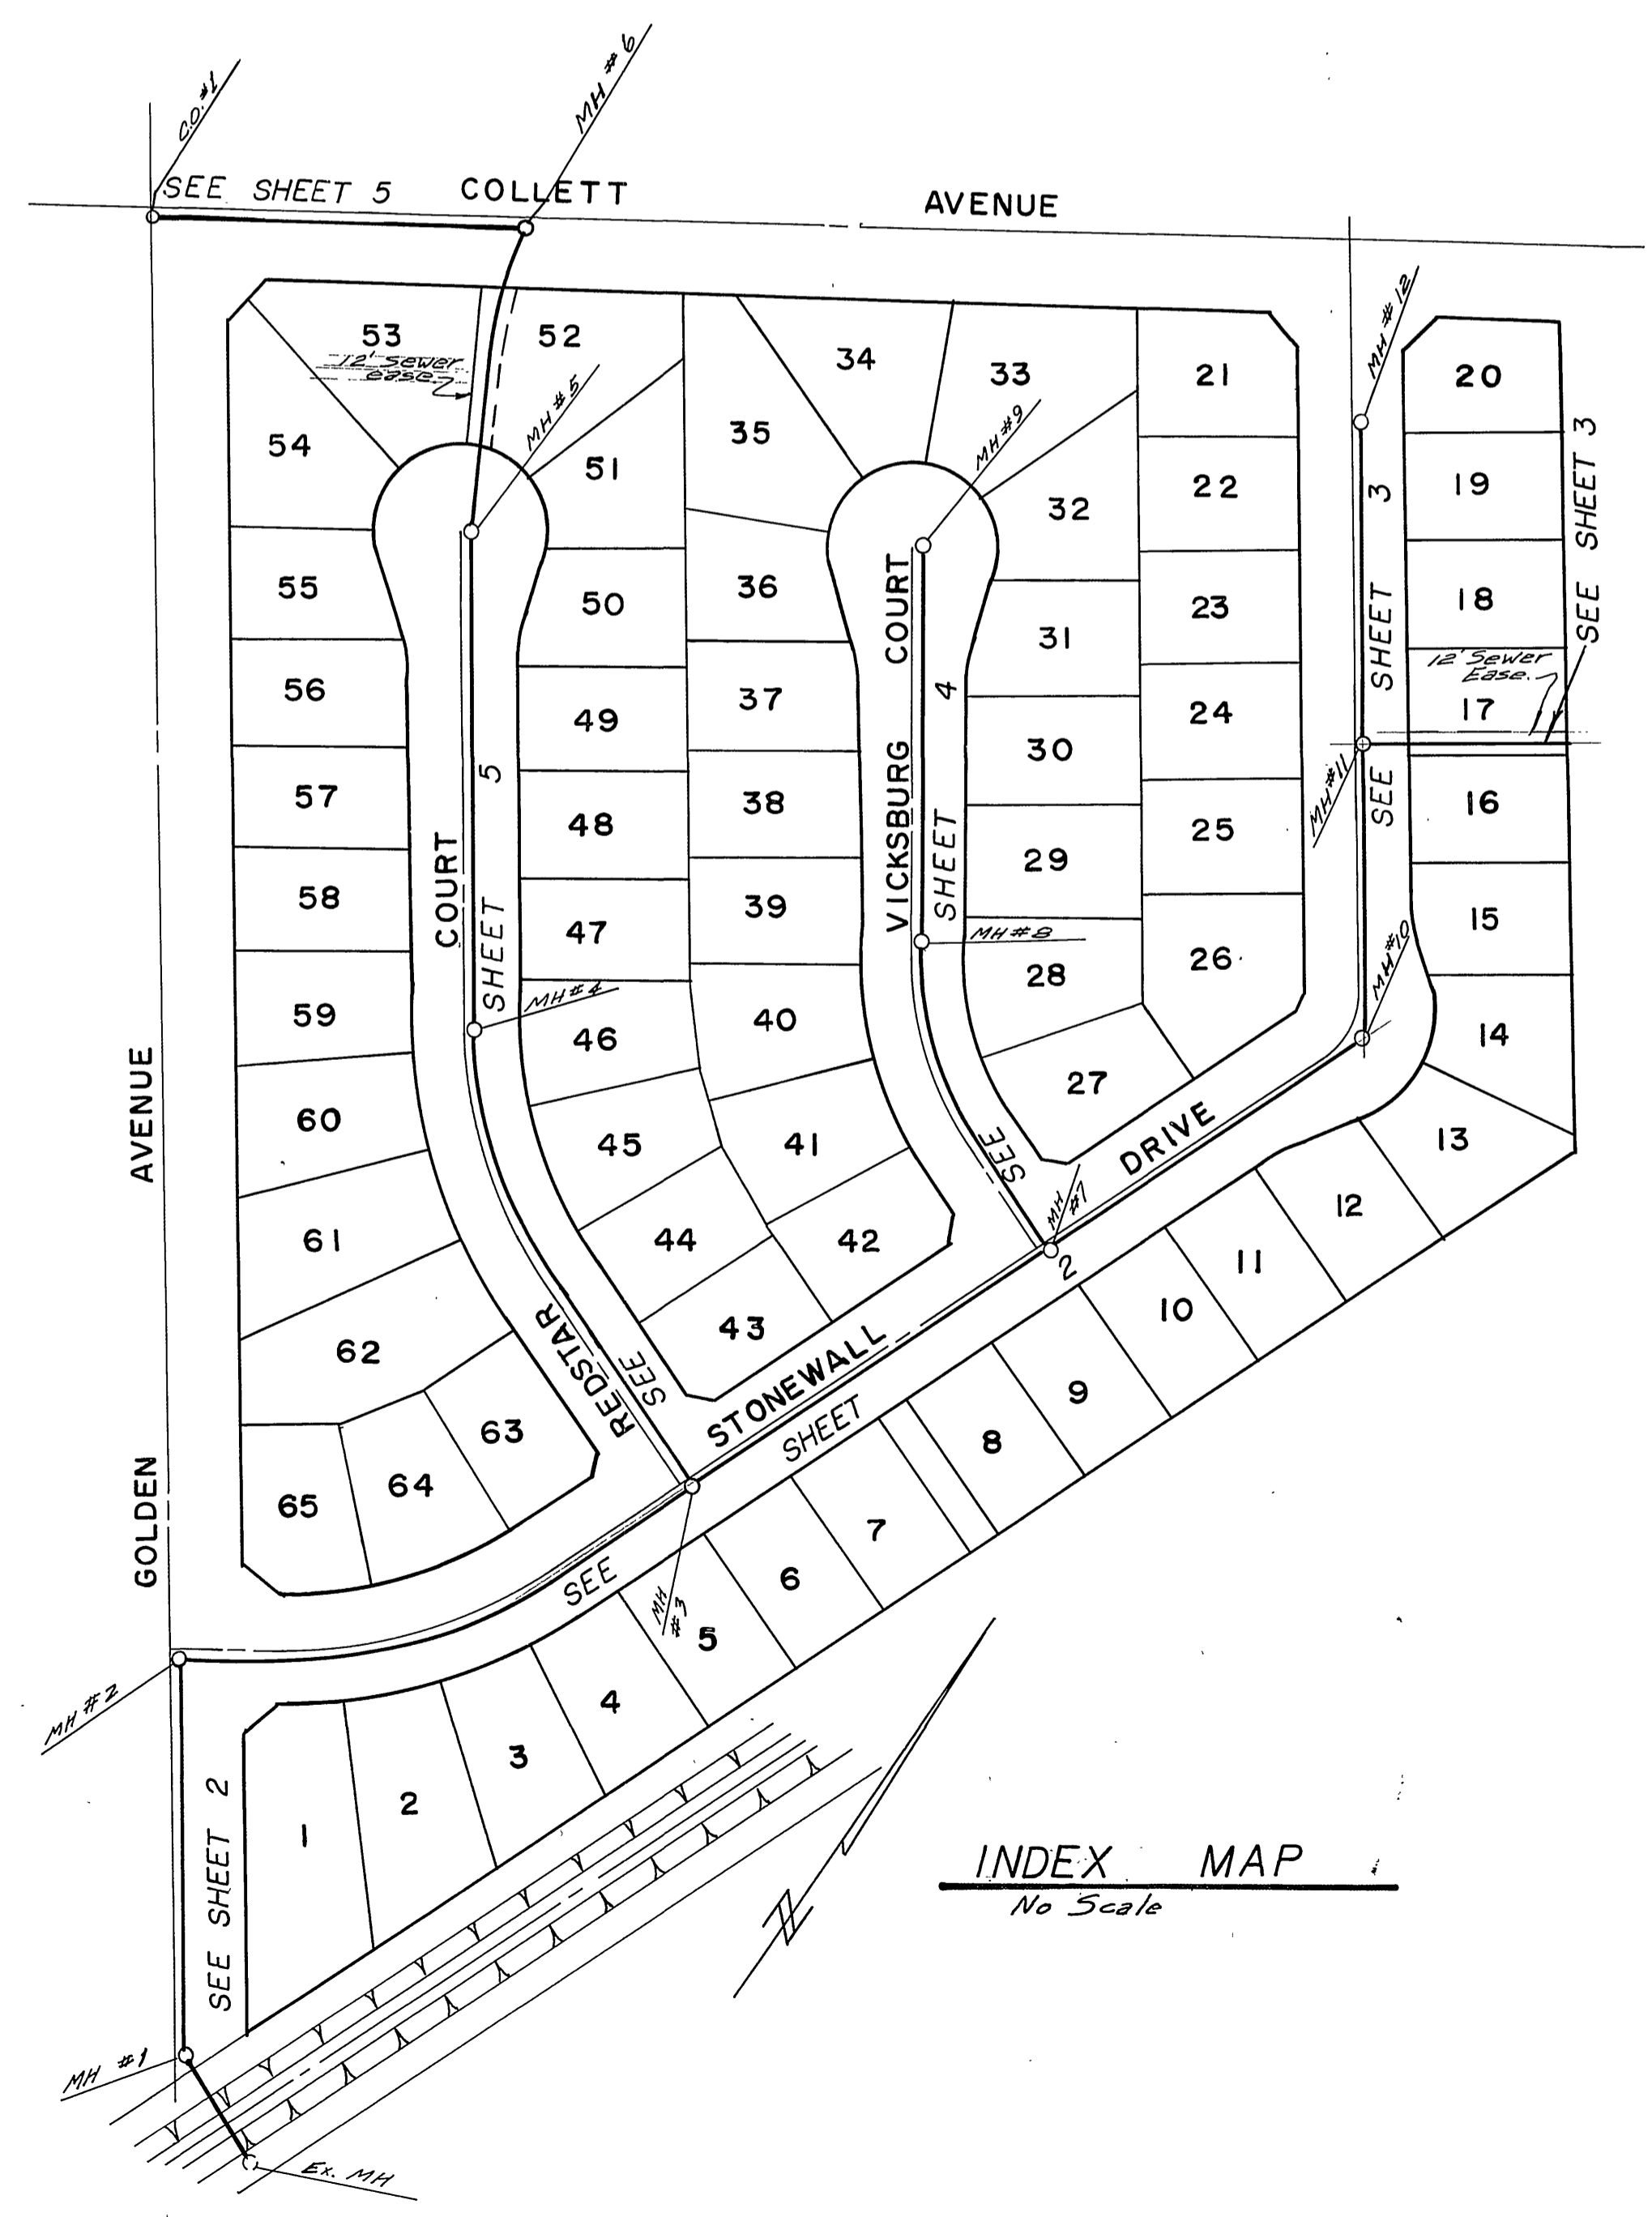 C.O.#1
MH #6
SEE SHEET 5
COLLETT AVENUE
53
52
12' Sewer
ease.
MH #5
54
51
34
33
35
MH #9
21
MH #12
20
32
22
19
SEE SHEET 3
55
50
36
31
23
18
12' Sewer
Ease.
17
56
49
37
30
24
SEE SHEET 3
MH #11
57
48
38
29
25
16
58
47
39
MH #8
28
26
15
MH #10
VICKSBURG COURT
SEE SHEET 4
59
MH #4
46
40
27
14
60
45
41
13
61
44
42
12
62
43
11
63
10
64
9
65
8
7
6
5
4
3
2
1
REDSTAR COURT
SEE SHEET 5
STONEWALL DRIVE
SEE SHEET 2
MH
#7
MH
#3
GOLDEN AVENUE
MH #2
SEE SHEET 2
MH #1
Ex. MH
N
INDEX MAP
No Scale